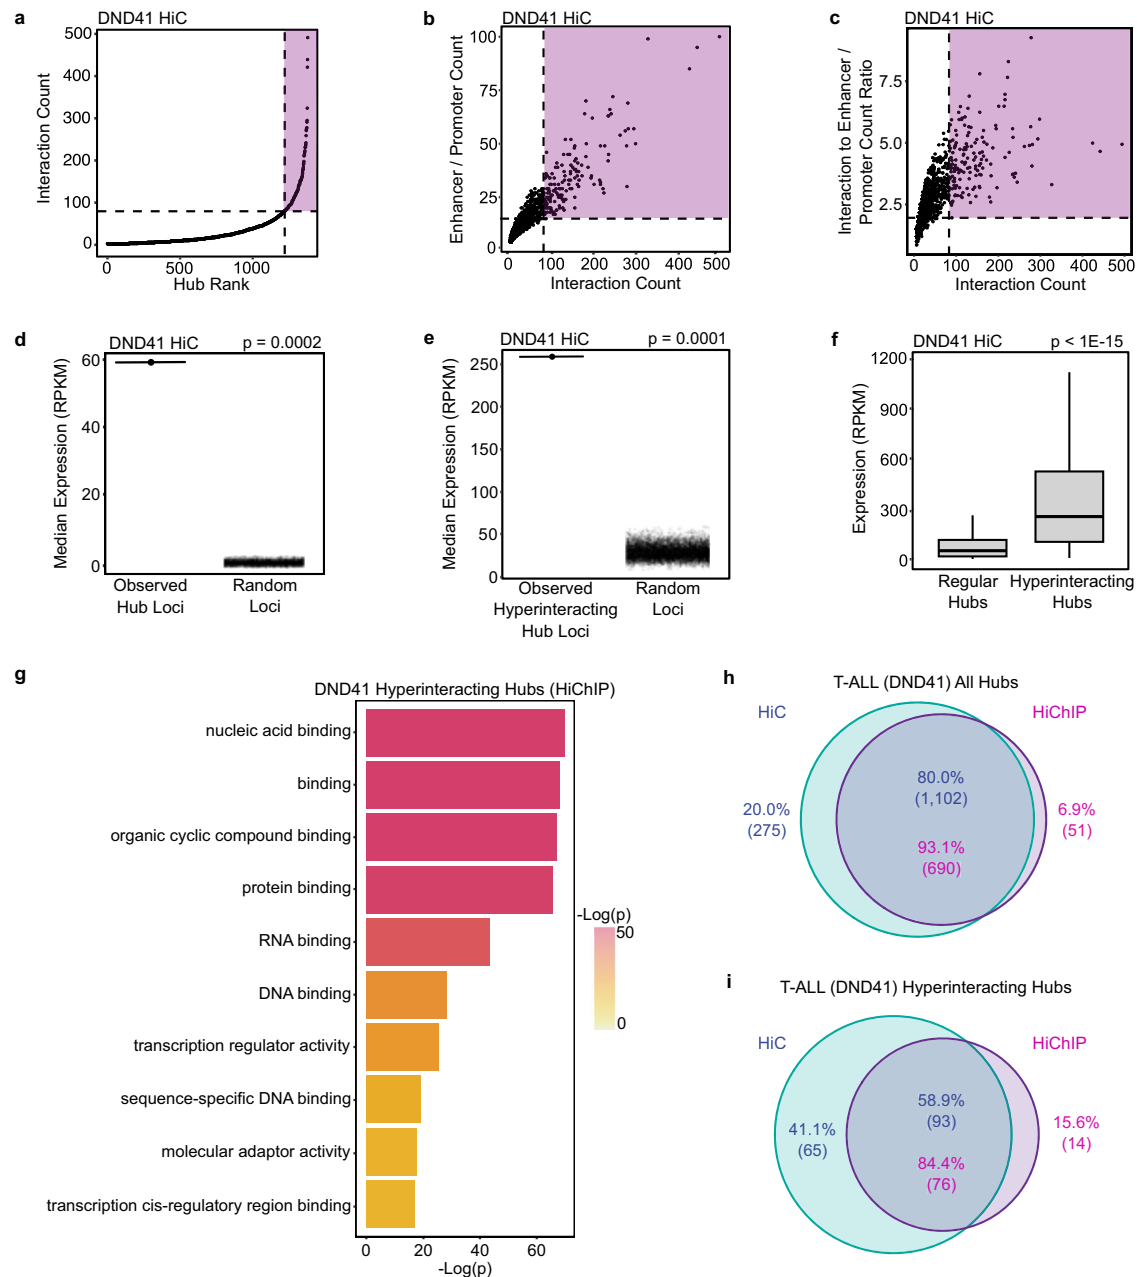 a
DND41 HiC
Interaction Count
500
400
300
200
100
0
0
500
1000
Hub Rank
b
DND41 HiC
Enhancer / Promoter Count
100
75
50
25
0
0
100
200
300
400
500
Interaction Count
c
DND41 HiC
Interaction to Enhancer /
Promoter Count Ratio
7.5
5.0
2.5
0
100
200
300
400
500
Interaction Count
d
DND41 HiC
p = 0.0002
Median Expression (RPKM)
60
40
20
0
Observed
Hub Loci
Random
Loci
e
DND41 HiC
p = 0.0001
Median Expression (RPKM)
250
200
150
100
50
0
Observed
Hyperinteracting
Hub Loci
Random
Loci
f
DND41 HiC
p < 1E-15
Expression (RPKM)
1200
900
600
300
0
Regular
Hubs
Hyperinteracting
Hubs
g
DND41 Hyperinteracting Hubs (HiChIP)
nucleic acid binding
binding
organic cyclic compound binding
protein binding
RNA binding
DNA binding
transcription regulator activity
sequence-specific DNA binding
molecular adaptor activity
transcription cis-regulatory region binding
0
20
40
60
-Log(p)
-Log(p)
50
0
h
T-ALL (DND41) All Hubs
HiC
HiChIP
80.0%
(1,102)
20.0%
(275)
6.9%
(51)
93.1%
(690)
i
T-ALL (DND41) Hyperinteracting Hubs
HiC
HiChIP
58.9%
(93)
41.1%
(65)
15.6%
(14)
84.4%
(76)